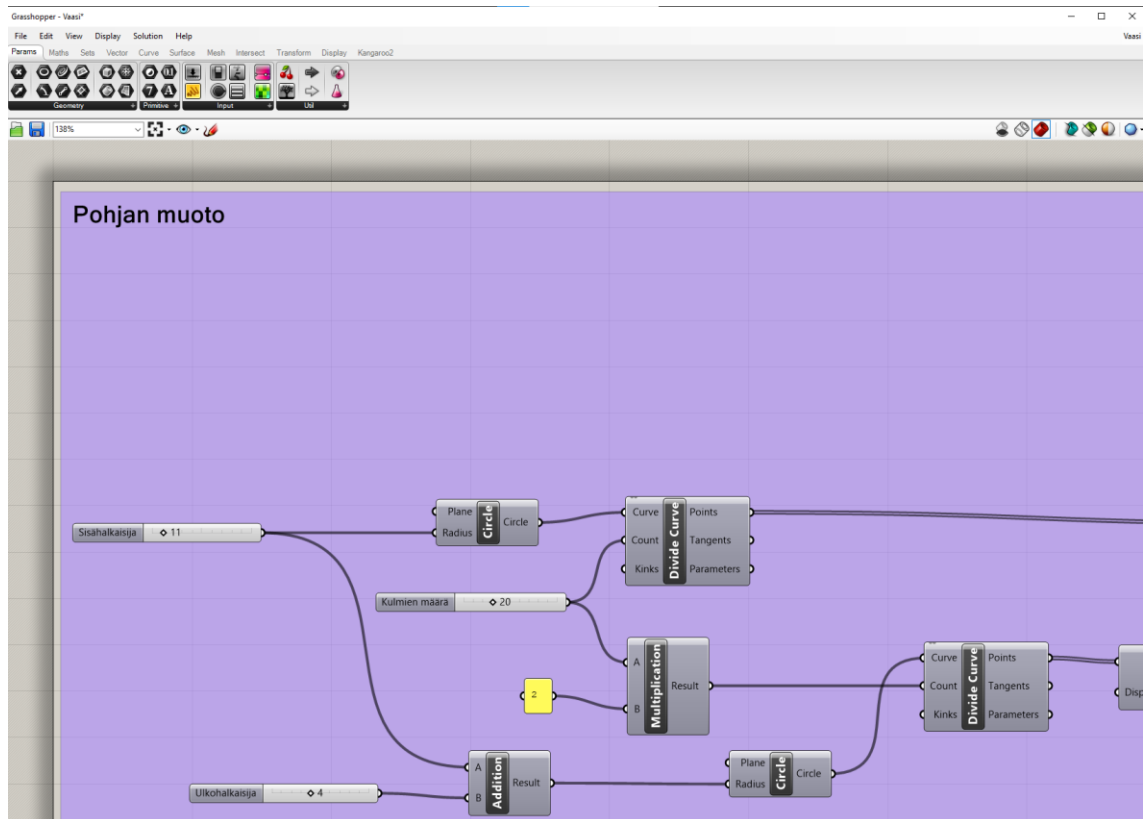 Grasshopper - Vaasi*
File Edit View Display Solution Help
Vaasi
Params Maths Sets Vector Curve Surface Mesh Intersect Transform Display Kangaroo2
Geometry + Primitive + Input + Util +
138%
Pohjan muoto
Sisähalkaisija 11
Plane
Radius
Circle
Circle
Curve
Count
Kinks
Divide Curve
Points
Tangents
Parameters
Kulmien määrä 20
2
A
B
Multiplication
Result
Curve
Count
Kinks
Divide Curve
Points
Tangents
Parameters
Disp
Ulkohalkaisija 4
A
B
Addition
Result
Plane
Radius
Circle
Circle